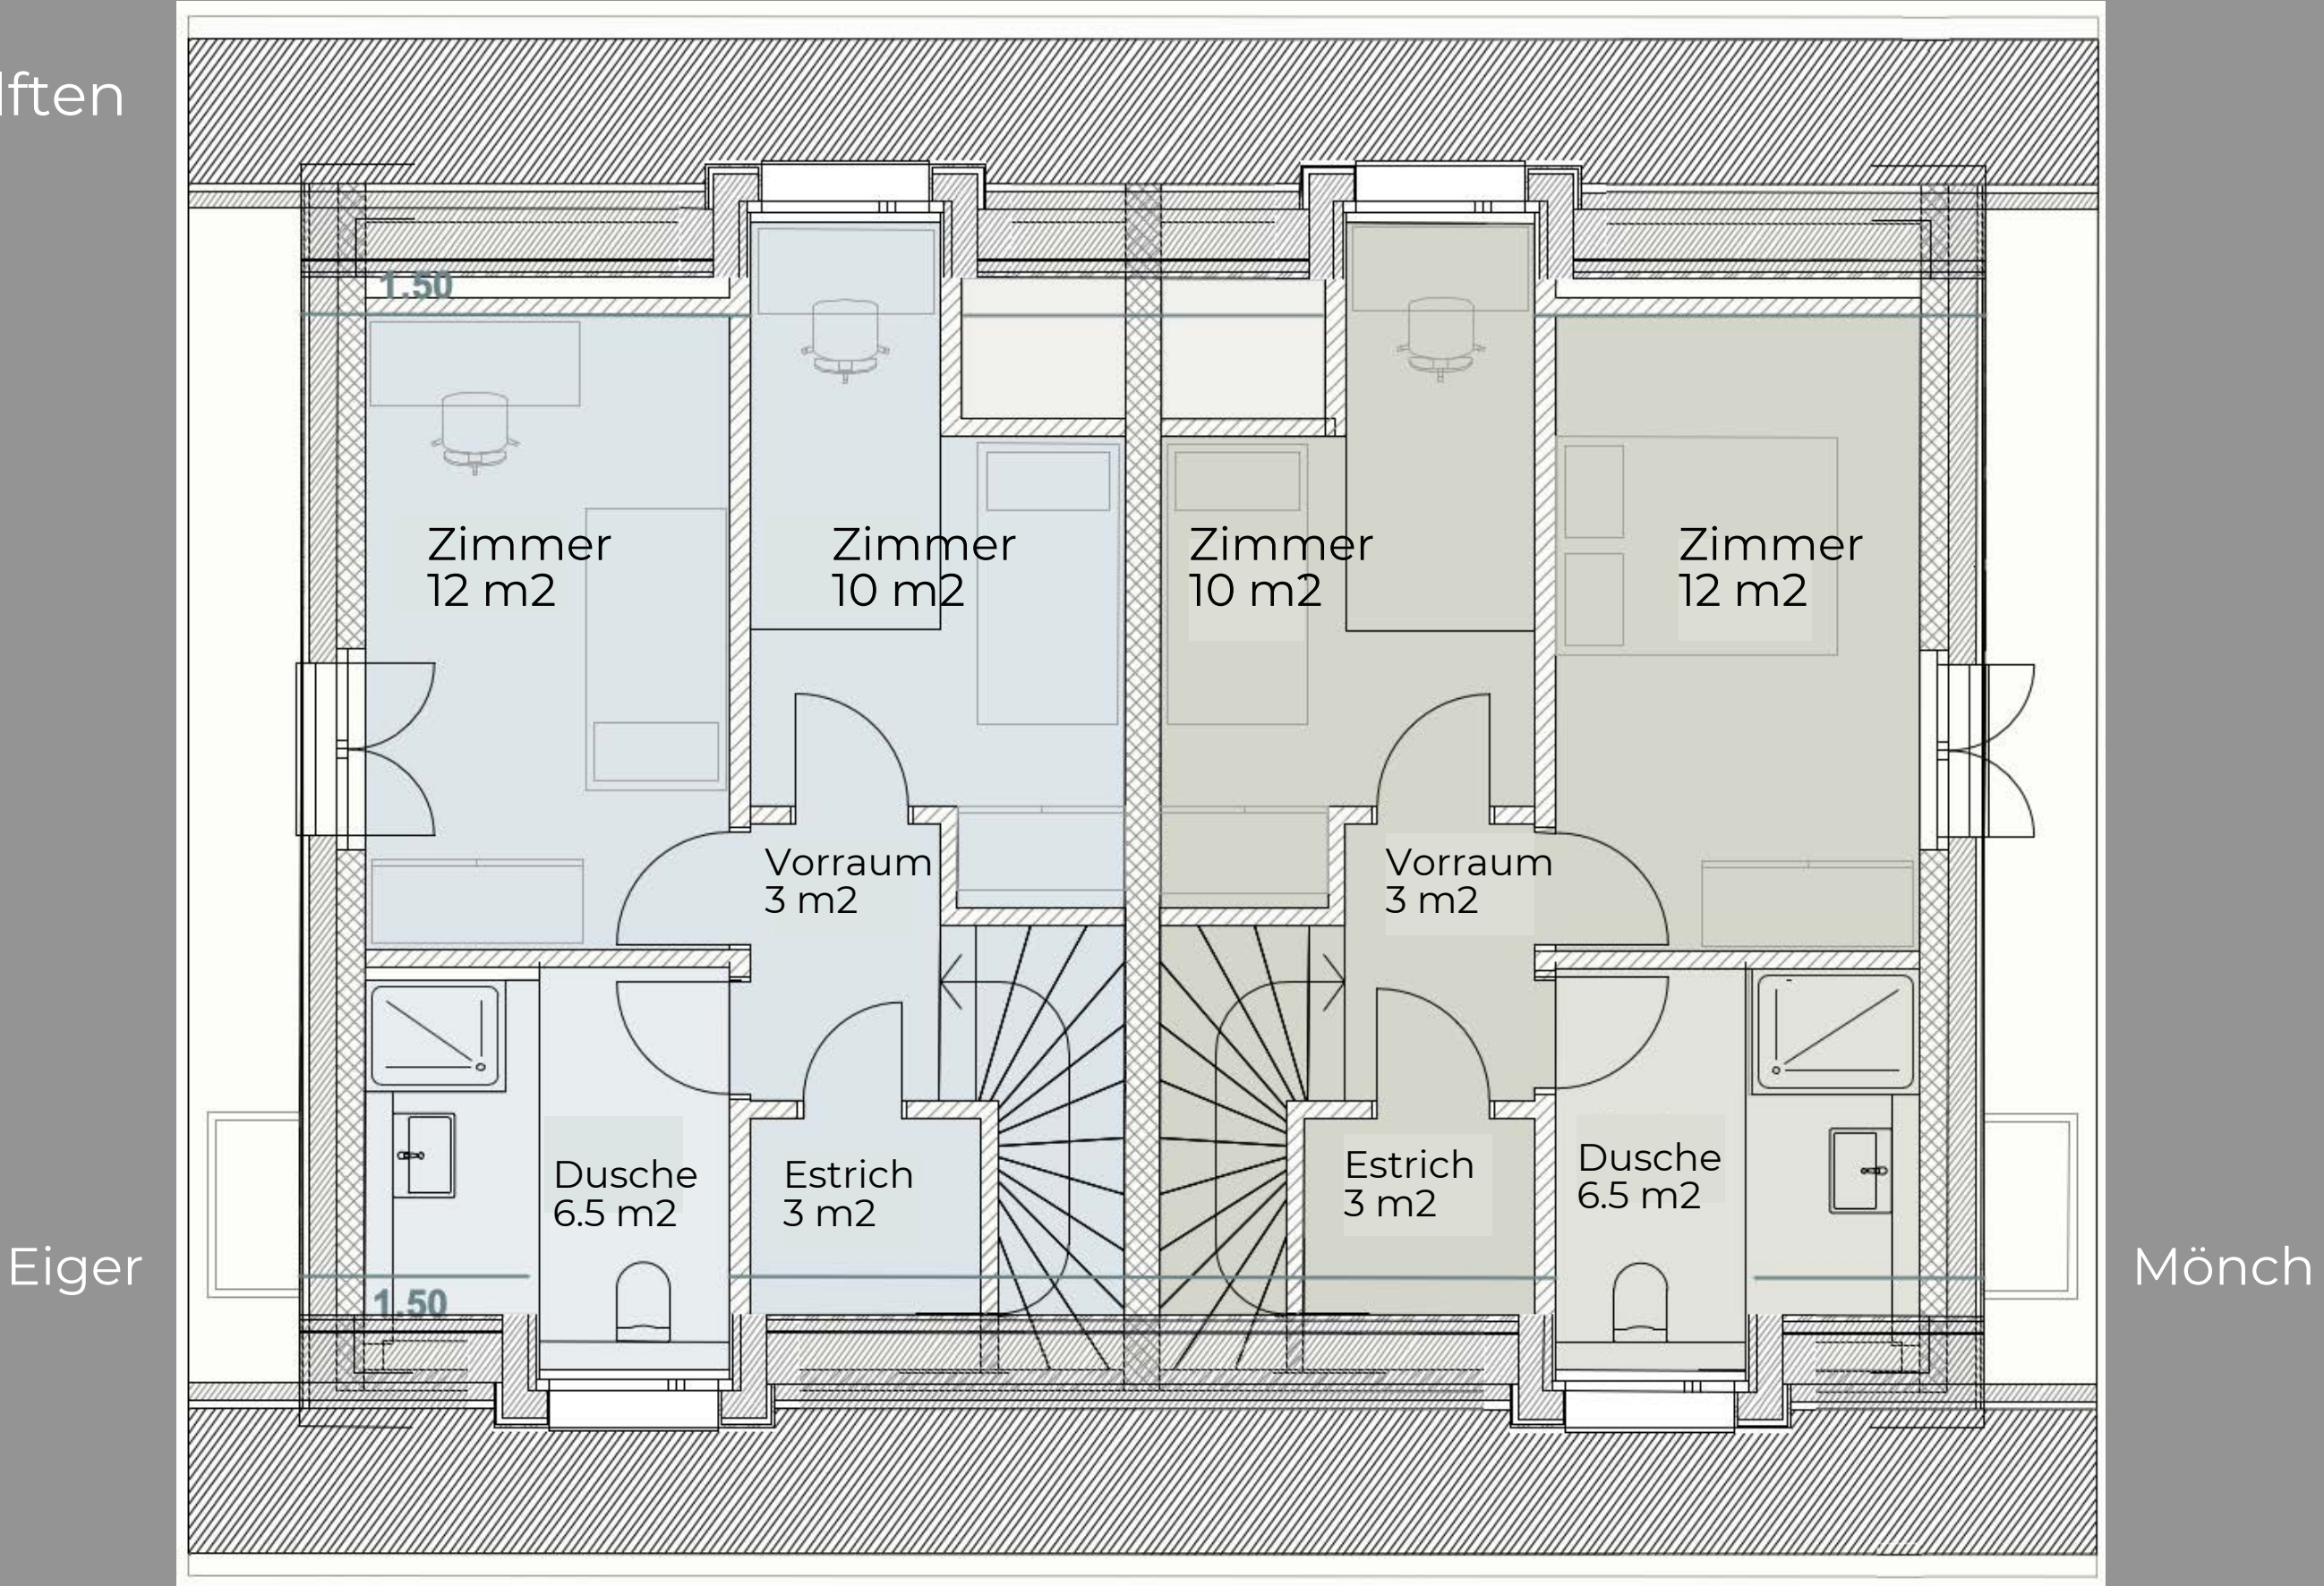 lften
1.50
Zimmer
12 m2
Zimmer
10 m2
Zimmer
10 m2
Zimmer
12 m2
Vorraum
3 m2
Vorraum
3 m2
Dusche
6.5 m2
Estrich
3 m2
Estrich
3 m2
Dusche
6.5 m2
Eiger
Mönch
1.50